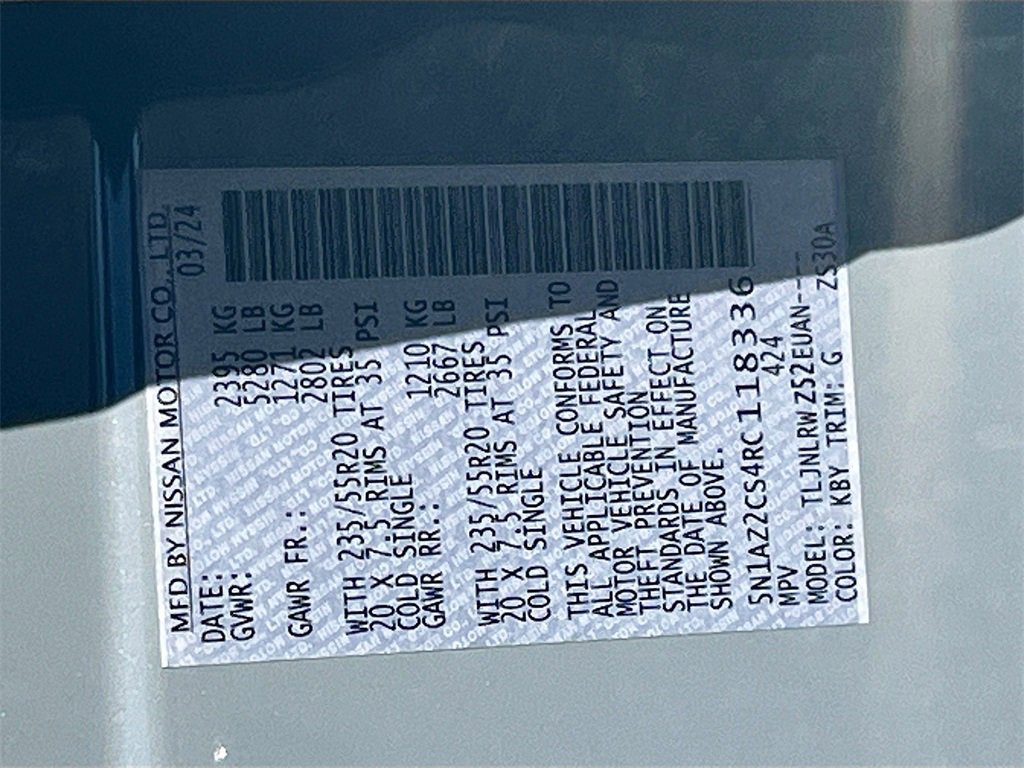 MFD BY NISSAN MOTOR CO., LTD.
DATE: 03/24
GVWR: 2395 KG
5280 LB
GAWR FR.: 1271 KG
2802 LB
WITH 235/55R20 TIRES
20 X 7.5 RIMS AT 35 PSI
COLD SINGLE
GAWR RR.: 1210 KG
2667 LB
WITH 235/55R20 TIRES
20 X 7.5 RIMS AT 35 PSI
COLD SINGLE
THIS VEHICLE CONFORMS TO
ALL APPLICABLE FEDERAL
MOTOR VEHICLE SAFETY AND
THEFT PREVENTION
STANDARDS IN EFFECT ON
THE DATE OF MANUFACTURE
SHOWN ABOVE.
5N1AZ2CS4RC118336
MPV 424
MODEL: TLJNLRWZ52EUAN----
COLOR: KBY TRIM: G ZS30A